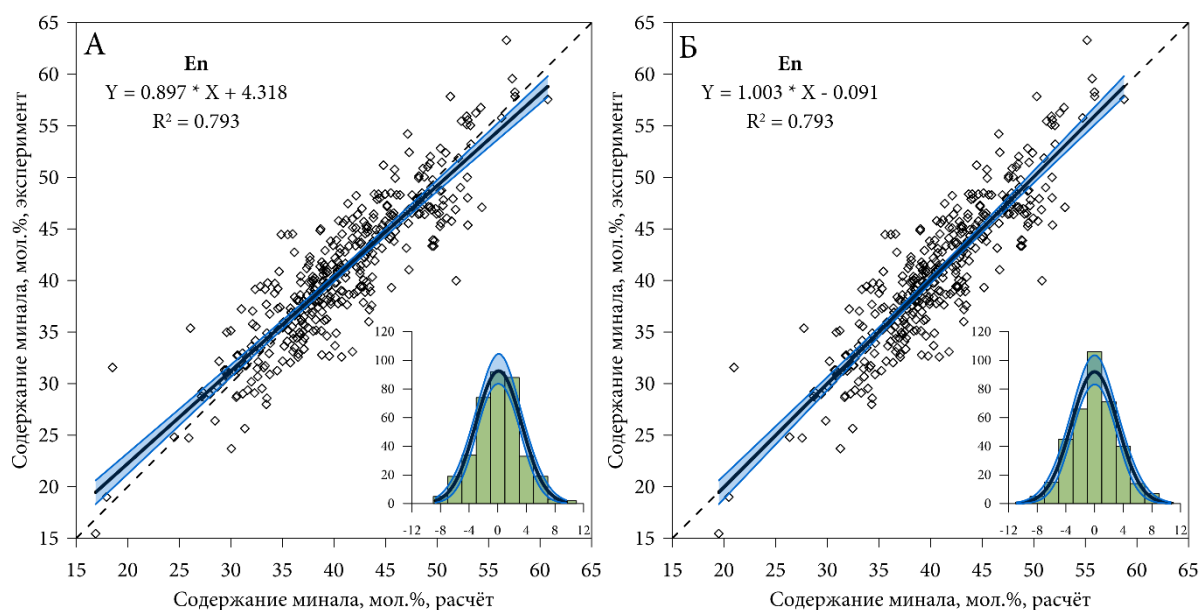 А
En
Y = 0.897 * X + 4.318
R² = 0.793
Содержание минала, мол.%, эксперимент
65
60
55
50
45
40
35
30
25
20
15
15 20 25 30 35 40 45 50 55 60 65
Содержание минала, мол.%, расчёт
120
100
80
60
40
20
0
-12 -8 -4 0 4 8 12
Б
En
Y = 1.003 * X - 0.091
R² = 0.793
Содержание минала, мол.%, эксперимент
65
60
55
50
45
40
35
30
25
20
15
15 20 25 30 35 40 45 50 55 60 65
Содержание минала, мол.%, расчёт
120
100
80
60
40
20
0
-12 -8 -4 0 4 8 12